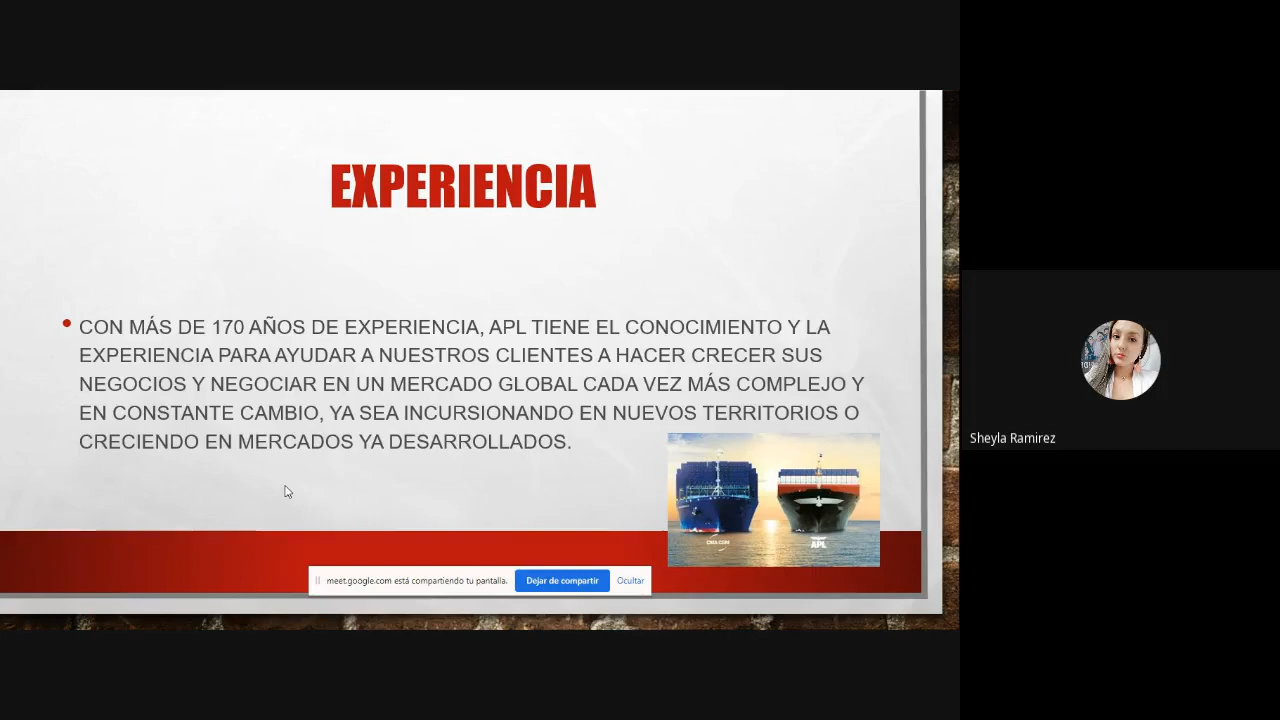 EXPERIENCIA
• CON MÁS DE 170 AÑOS DE EXPERIENCIA, APL TIENE EL CONOCIMIENTO Y LA
EXPERIENCIA PARA AYUDAR A NUESTROS CLIENTES A HACER CRECER SUS
NEGOCIOS Y NEGOCIAR EN UN MERCADO GLOBAL CADA VEZ MÁS COMPLEJO Y
EN CONSTANTE CAMBIO, YA SEA INCURSIONANDO EN NUEVOS TERRITORIOS O
CRECIENDO EN MERCADOS YA DESARROLLADOS.
CMA CGM
APL
meet.google.com está compartiendo tu pantalla.
Dejar de compartir
Ocultar
Sheyla Ramirez